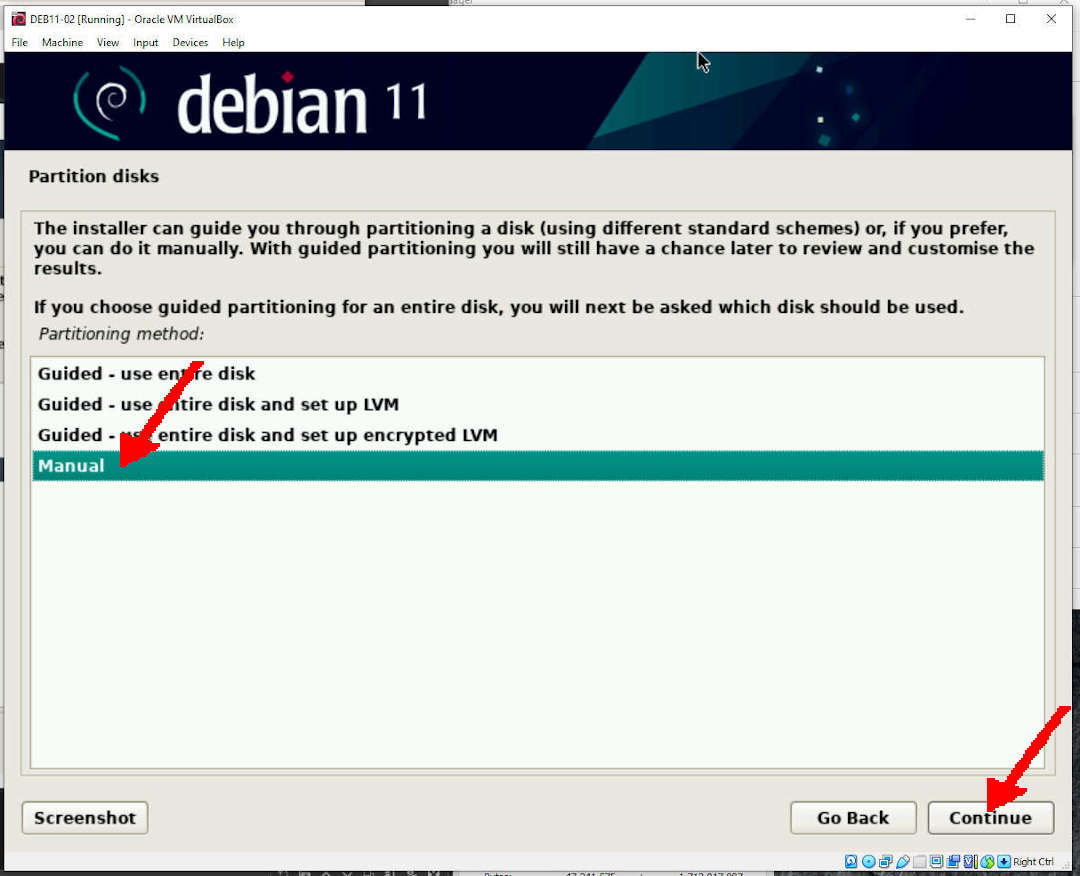 DEB11-02 [Running] - Oracle VM VirtualBox
File Machine View Input Devices Help
debian 11
Partition disks
The installer can guide you through partitioning a disk (using different standard schemes) or, if you prefer,
you can do it manually. With guided partitioning you will still have a chance later to review and customise the
results.
If you choose guided partitioning for an entire disk, you will next be asked which disk should be used.
Partitioning method:
Guided - use entire disk
Guided - use entire disk and set up LVM
Guided - use entire disk and set up encrypted LVM
Manual
Screenshot
Go Back
Continue
Right Ctrl